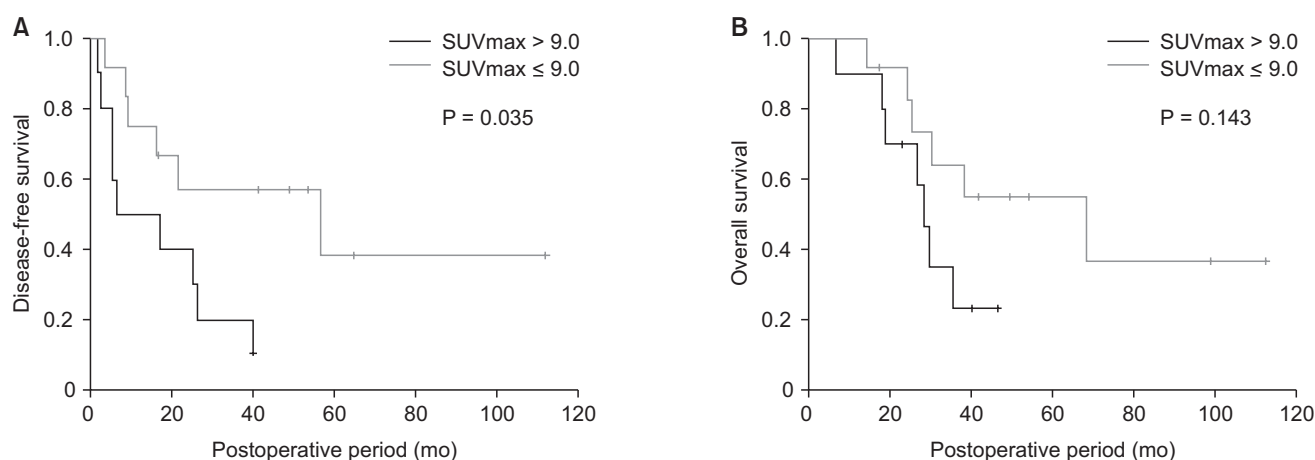 A
SUVmax > 9.0
SUVmax ≤ 9.0
P = 0.035
Disease-free survival
1.0
0.8
0.6
0.4
0.2
0
0 20 40 60 80 100 120
Postoperative period (mo)
B
SUVmax > 9.0
SUVmax ≤ 9.0
P = 0.143
Overall survival
1.0
0.8
0.6
0.4
0.2
0
0 20 40 60 80 100 120
Postoperative period (mo)